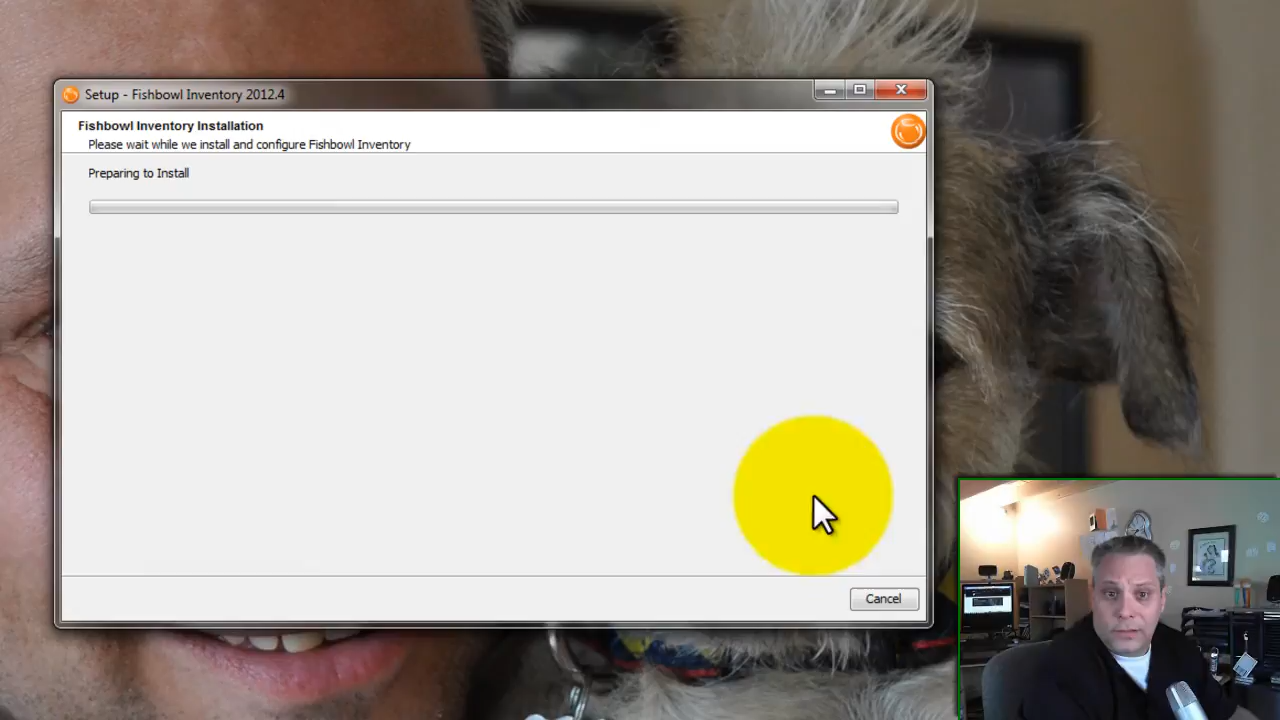 Setup - Fishbowl Inventory 2012.4
Fishbowl Inventory Installation
Please wait while we install and configure Fishbowl Inventory
Preparing to Install
Cancel